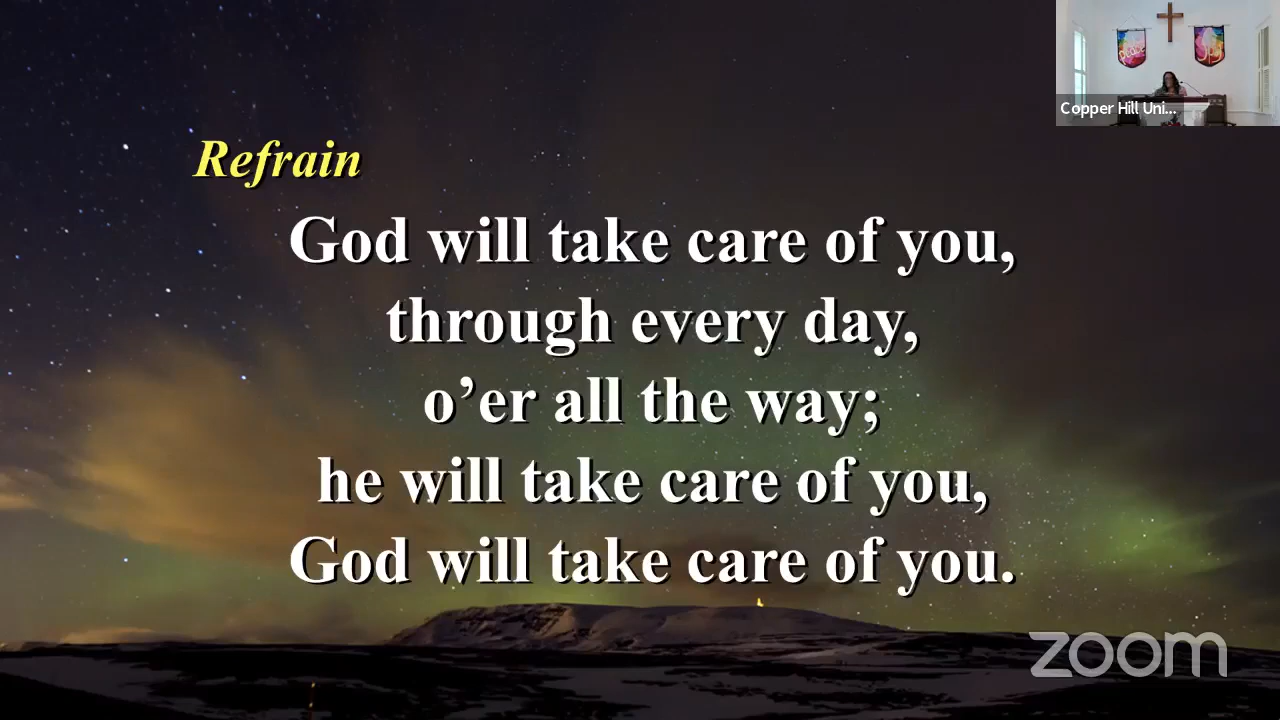 Copper Hill Uni...
Refrain
God will take care of you,
through every day,
o’er all the way;
he will take care of you,
God will take care of you.
zoom